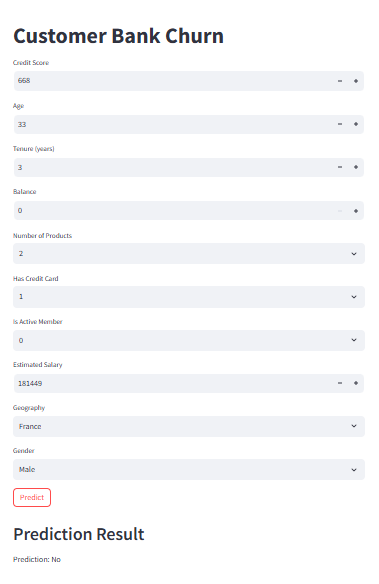 Customer Bank Churn
Credit Score
668
Age
33
Tenure (years)
3
Balance
0
Number of Products
2
Has Credit Card
1
Is Active Member
0
Estimated Salary
181449
Geography
France
Gender
Male
Predict
Prediction Result
Prediction: No